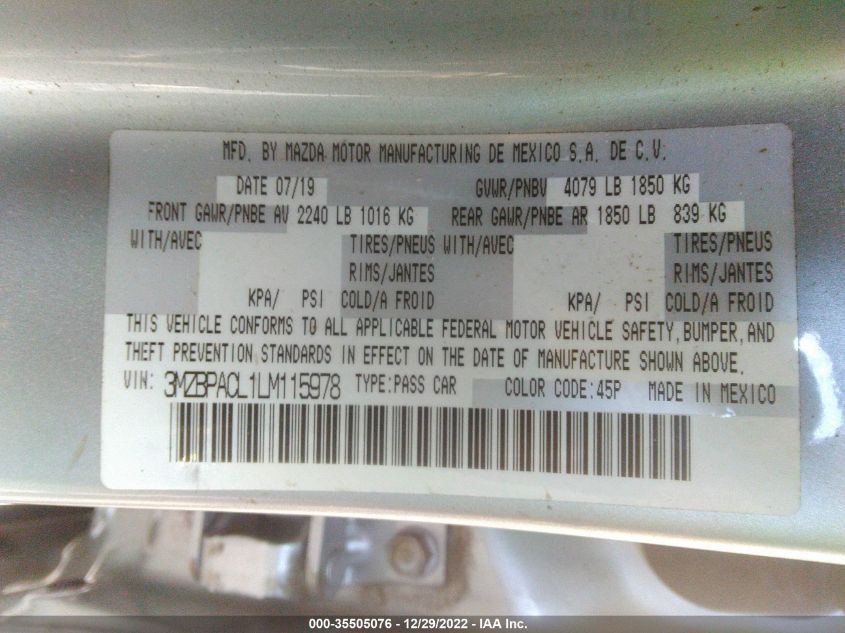 MFD. BY MAZDA MOTOR MANUFACTURING DE MEXICO S.A. DE C.V.
DATE 07/19 GVWR/PNBV 4079 LB 1850 KG
FRONT GAWR/PNBE AV 2240 LB 1016 KG REAR GAWR/PNBE AR 1850 LB 839 KG
WITH/AVEC TIRES/PNEUS WITH/AVEC TIRES/PNEUS
RIMS/JANTES RIMS/JANTES
KPA/ PSI COLD/A FROID KPA/ PSI COLD/A FROID
THIS VEHICLE CONFORMS TO ALL APPLICABLE FEDERAL MOTOR VEHICLE SAFETY, BUMPER, AND
THEFT PREVENTION STANDARDS IN EFFECT ON THE DATE OF MANUFACTURE SHOWN ABOVE.
VIN: 3MZBPACL1LM115978 TYPE:PASS CAR COLOR CODE:45P MADE IN MEXICO
000-35505076 - 12/29/2022 - IAA Inc.